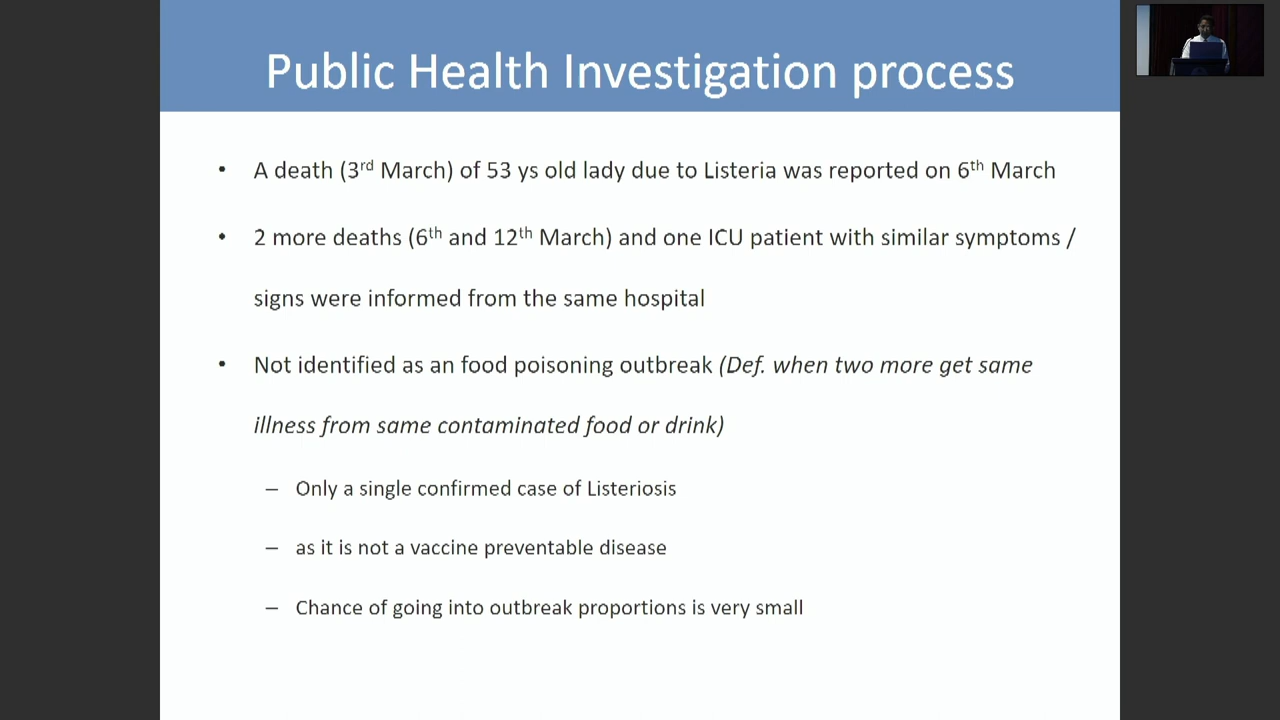 Public Health Investigation process
• A death (3rd March) of 53 ys old lady due to Listeria was reported on 6th March
• 2 more deaths (6th and 12th March) and one ICU patient with similar symptoms /
signs were informed from the same hospital
• Not identified as an food poisoning outbreak (Def. when two more get same
illness from same contaminated food or drink)
– Only a single confirmed case of Listeriosis
– as it is not a vaccine preventable disease
– Chance of going into outbreak proportions is very small